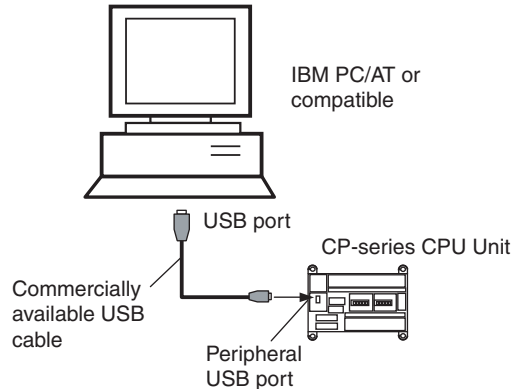 IBM PC/AT or
compatible
USB port
CP-series CPU Unit
Commercially
available USB
cable
Peripheral
USB port